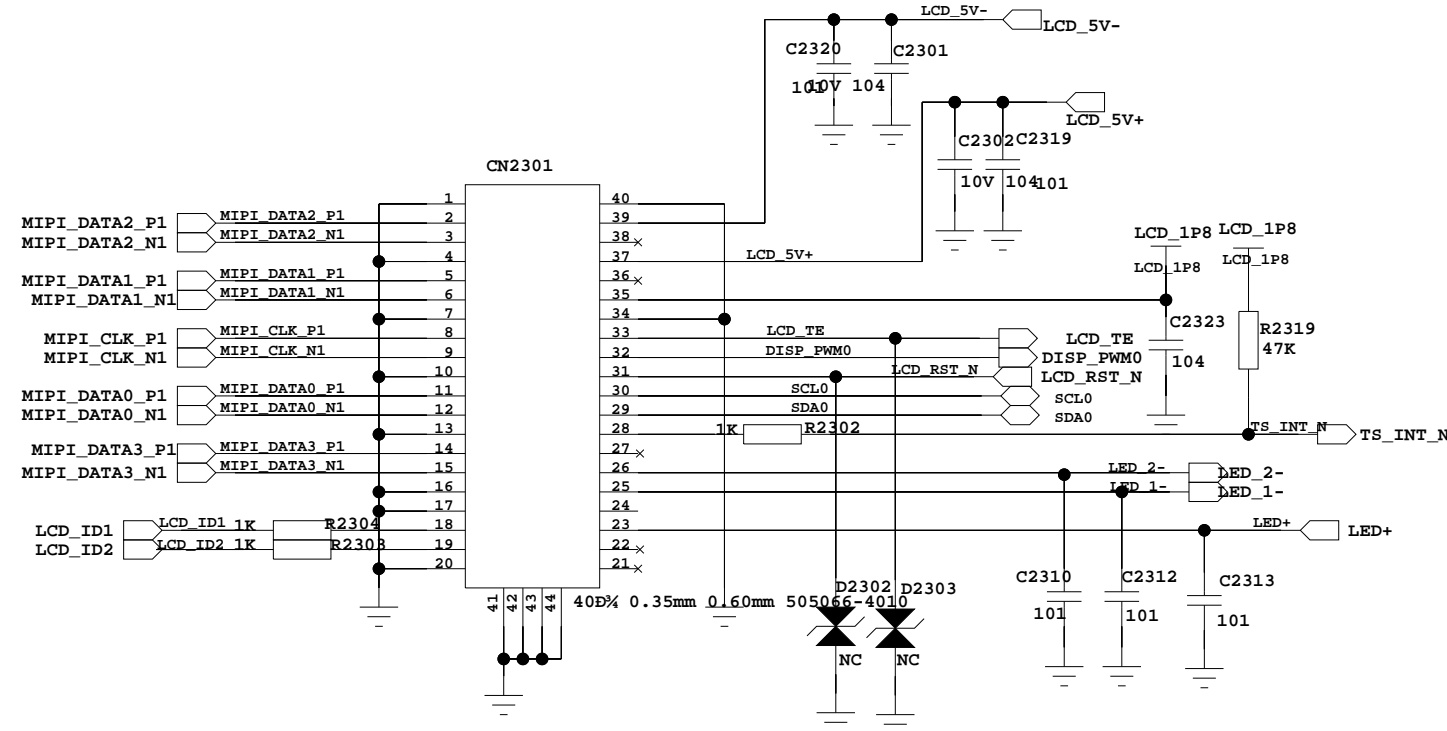 LCD_5V- LCD_5V-
C2320 C2301
101 10V 104
LCD_5V+
C2302 C2319
10V 104 101
CN2301
1 40
MIPI_DATA2_P1 MIPI_DATA2_P1 2 39
MIPI_DATA2_N1 MIPI_DATA2_N1 3 38
LCD_1P8 LCD_1P8
4 37 LCD_5V+
LCD_1P8 LCD_1P8
MIPI_DATA1_P1 MIPI_DATA1_P1 5 36
MIPI_DATA1_N1 MIPI_DATA1_N1 6 35
7 34
C2323 R2319
MIPI_CLK_P1 MIPI_CLK_P1 8 33 LCD_TE LCD_TE
47K
MIPI_CLK_N1 MIPI_CLK_N1 9 32 DISP_PWM0 DISP_PWM0
104
10 31 LCD_RST_N LCD_RST_N
MIPI_DATA0_P1 MIPI_DATA0_P1 11 30 SCL0 SCL0
MIPI_DATA0_N1 MIPI_DATA0_N1 12 29 SDA0 SDA0
13 28 1K R2302 TS_INT_N TS_INT_N
MIPI_DATA3_P1 MIPI_DATA3_P1 14 27
MIPI_DATA3_N1 MIPI_DATA3_N1 15 26 LED_2- LED_2-
16 25 LED_1- LED_1-
17 24
LCD_ID1 LCD_ID1 1K R2304 18 23 LED+ LED+
LCD_ID2 LCD_ID2 1K R2303 19 22
20 21
C2310 C2312 C2313
D2302 D2303
41 42 43 44
40Ð¾ 0.35mm 0.60mm 505066-4010
101 101 101
NC NC